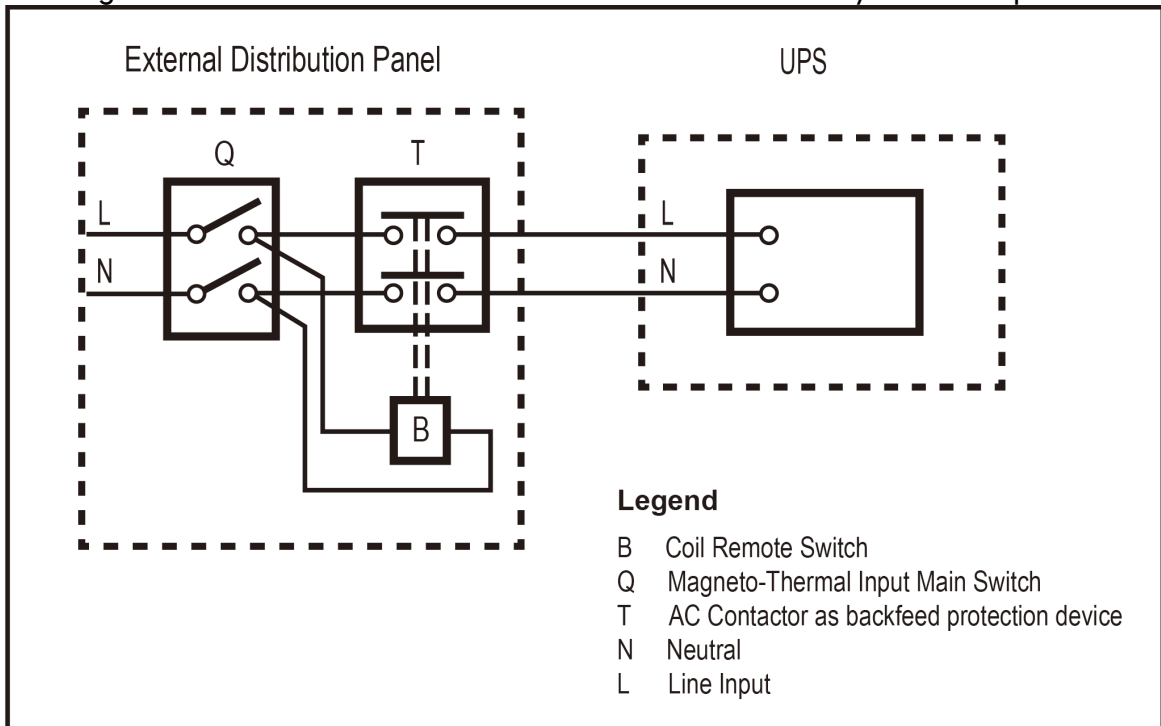 External Distribution Panel
UPS
Q
T
L
N
L
N
B
Legend
B Coil Remote Switch
Q Magneto-Thermal Input Main Switch
T AC Contactor as backfeed protection device
N Neutral
L Line Input